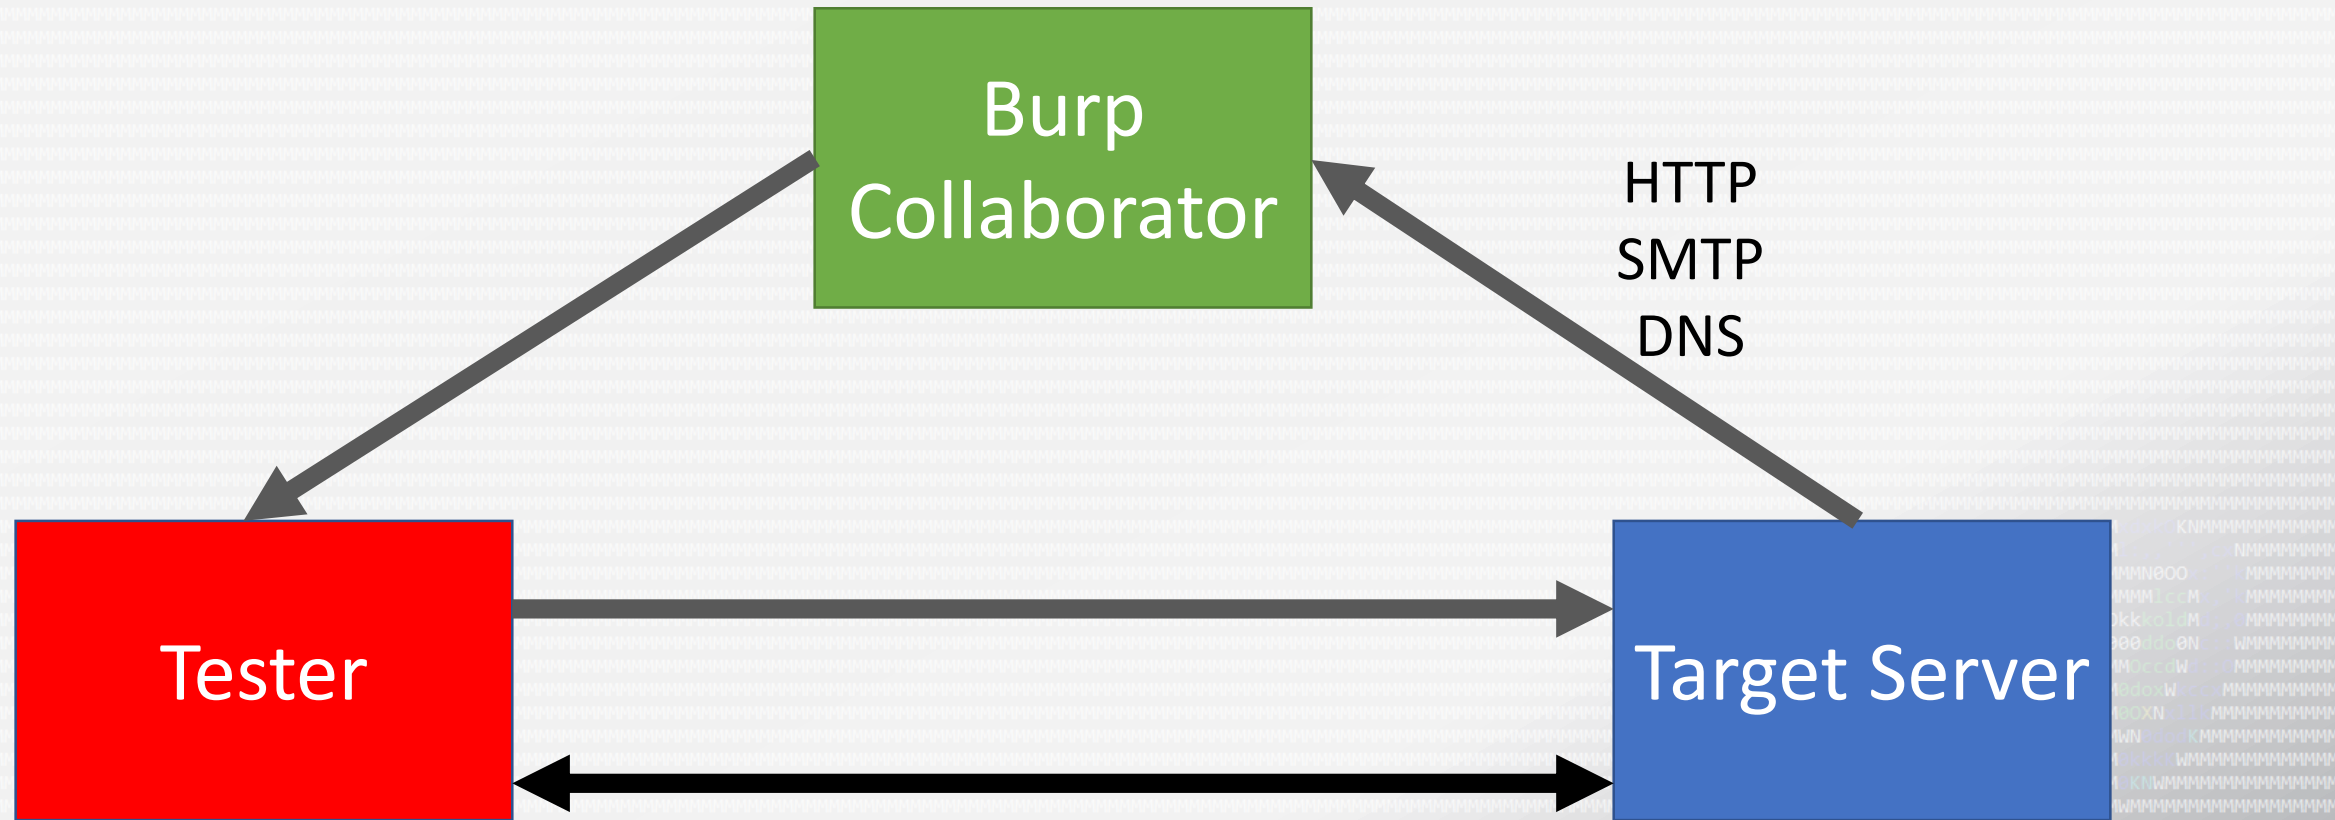 Burp
Collaborator
HTTP
SMTP
DNS
Tester
Target Server